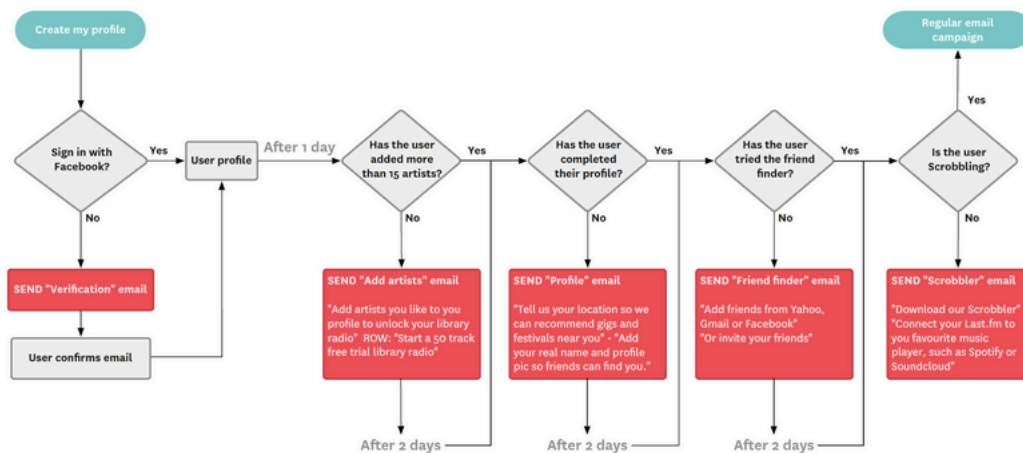 Create my profile
Regular email
campaign
Yes
Sign in with
Facebook?
Yes
User profile
After 1 day
Has the user
added more
than 15 artists?
Yes
Has the user
completed
their profile?
Yes
Has the user
tried the friend
finder?
Yes
Is the user
Scrobbling?
No
No
No
No
No
SEND "Verification" email
User confirms email
SEND "Add artists" email
"Add artists you like to you
profile to unlock your library
radio" ROW: "Start a 50 track
free trial library radio"
SEND "Profile" email
"Tell us your location so we
can recommend gigs and
festivals near you" - "Add
your real name and profile
pic so friends can find you."
SEND "Friend finder" email
"Add friends from Yahoo,
Gmail or Facebook"
"Or invite your friends"
SEND "Scrobbler" email
"Download our Scrobbler"
"Connect your Last.fm to
you favourite music
player, such as Spotify or
Soundcloud"
After 2 days
After 2 days
After 2 days